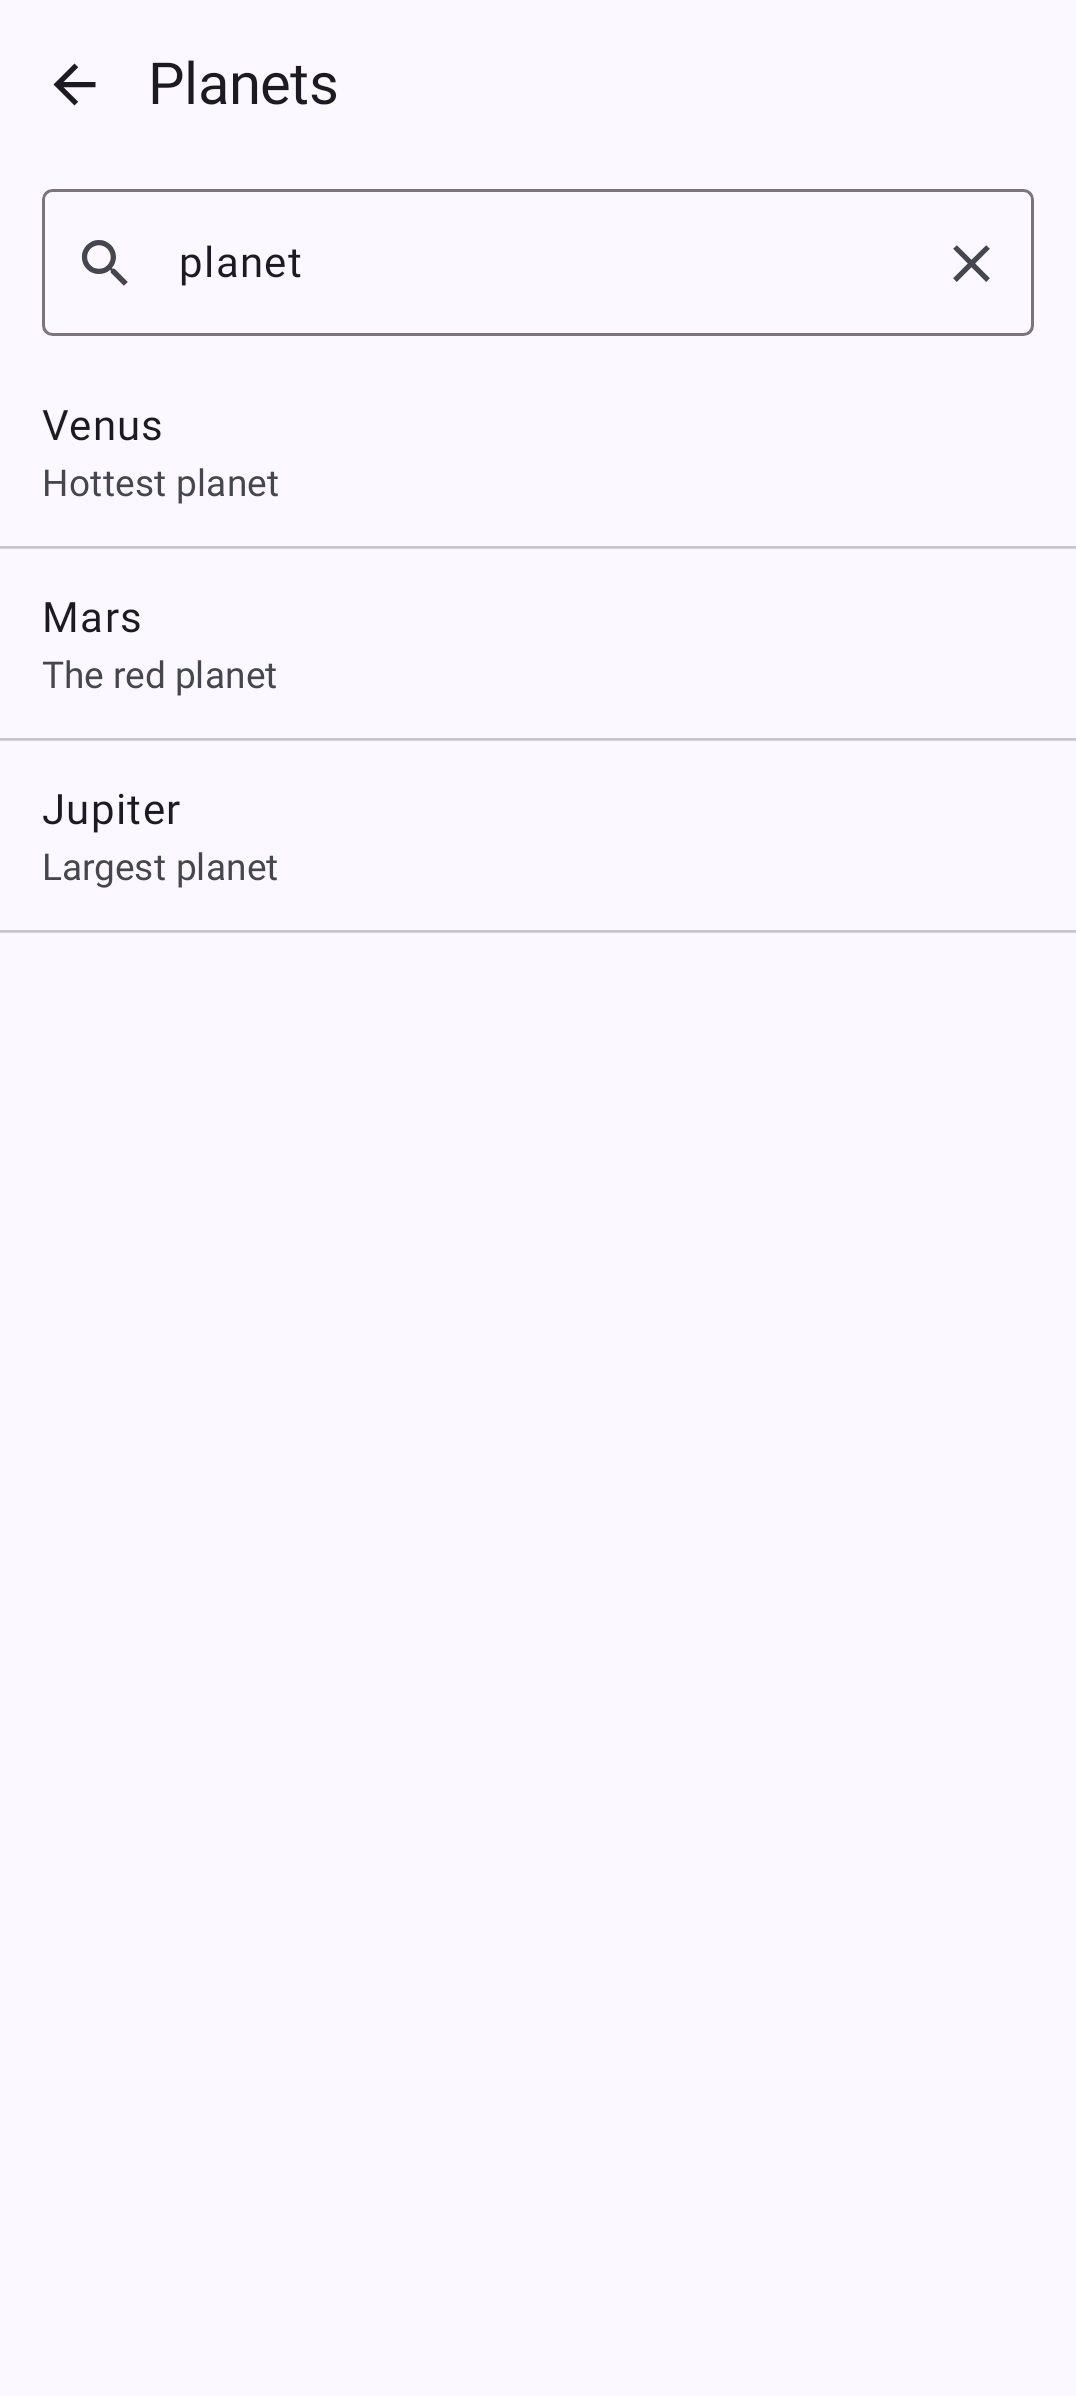 Planets
planet
Venus
Hottest planet
Mars
The red planet
Jupiter
Largest planet